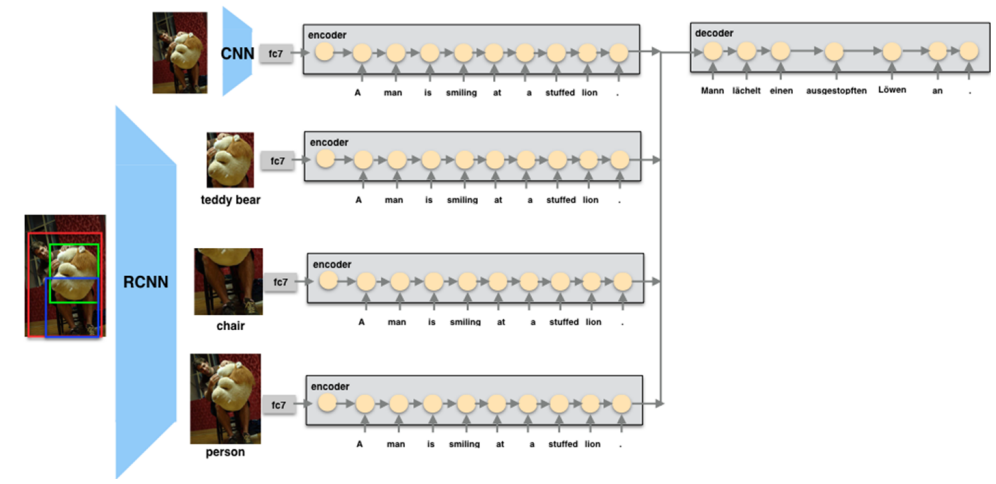 encoder
decoder
CNN
fc7
A man is smiling at a stuffed lion .
Mann lächelt einen ausgestopften Löwen an .
encoder
fc7
A man is smiling at a stuffed lion .
teddy bear
RCNN
encoder
fc7
A man is smiling at a stuffed lion .
chair
encoder
fc7
A man is smiling at a stuffed lion .
person